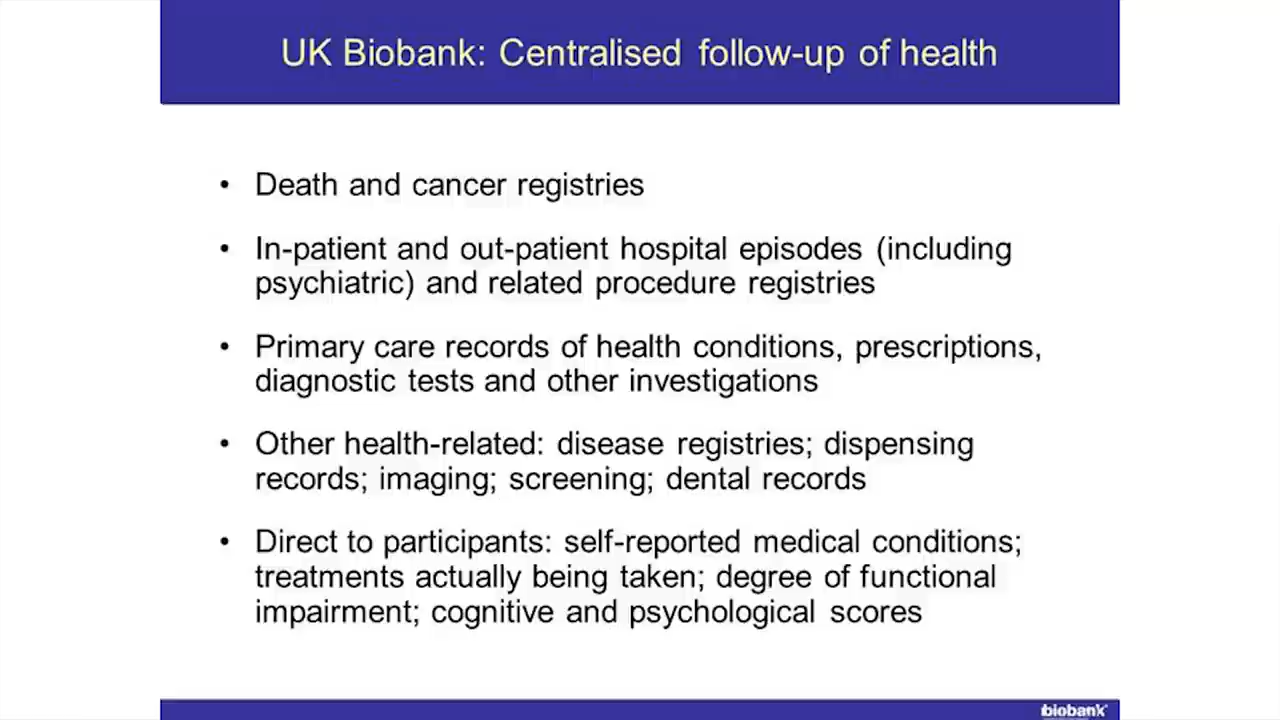 UK Biobank: Centralised follow-up of health
• Death and cancer registries
• In-patient and out-patient hospital episodes (including
psychiatric) and related procedure registries
• Primary care records of health conditions, prescriptions,
diagnostic tests and other investigations
• Other health-related: disease registries; dispensing
records; imaging; screening; dental records
• Direct to participants: self-reported medical conditions;
treatments actually being taken; degree of functional
impairment; cognitive and psychological scores
biobank